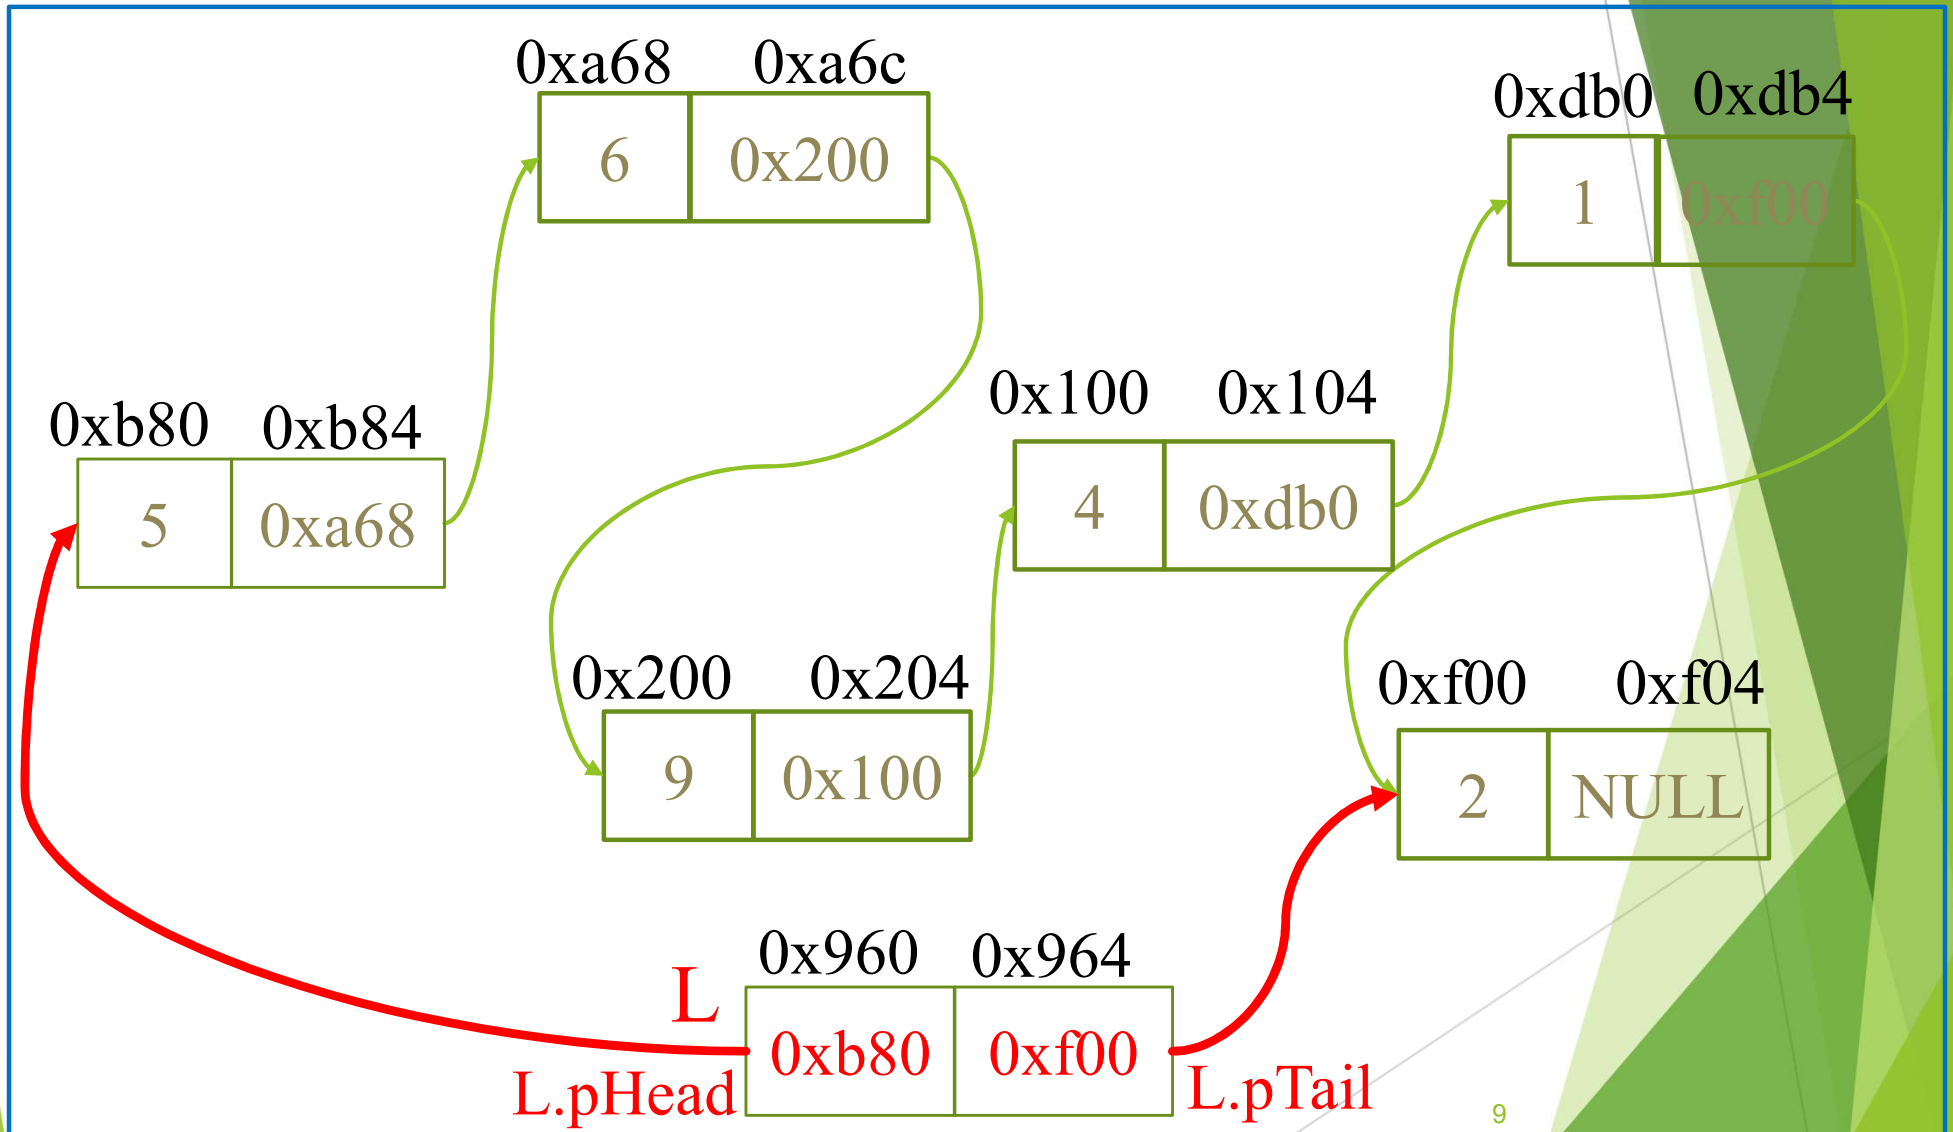 0xa68 0xa6c
6 0x200
0xdb0 0xdb4
1 0xf00
0xb80 0xb84
5 0xa68
0x100 0x104
4 0xdb0
0x200 0x204
9 0x100
0xf00 0xf04
2 NULL
0x960 0x964
L
0xb80 0xf00
L.pHead
L.pTail
9